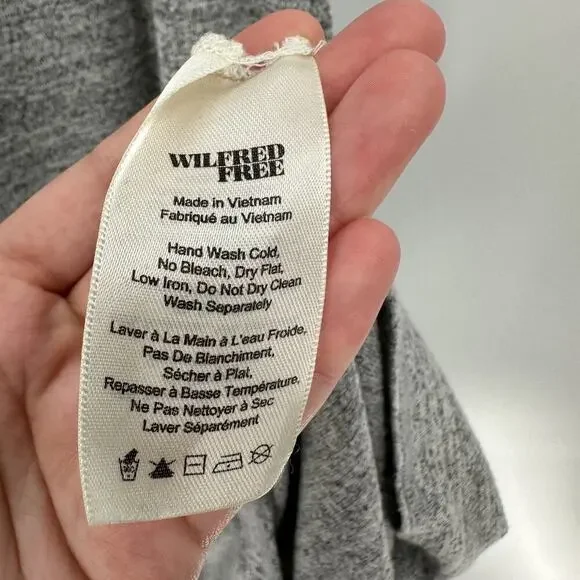 WILFRED
FREE
Made in Vietnam
Fabriqué au Vietnam
Hand Wash Cold,
No Bleach, Dry Flat,
Low Iron, Do Not Dry Clean
Wash Separately
Laver à La Main à L'eau Froide,
Pas De Blanchiment,
Sécher à Plat,
Repasser à Basse Température,
Ne Pas Nettoyer à Sec
Laver Séparément